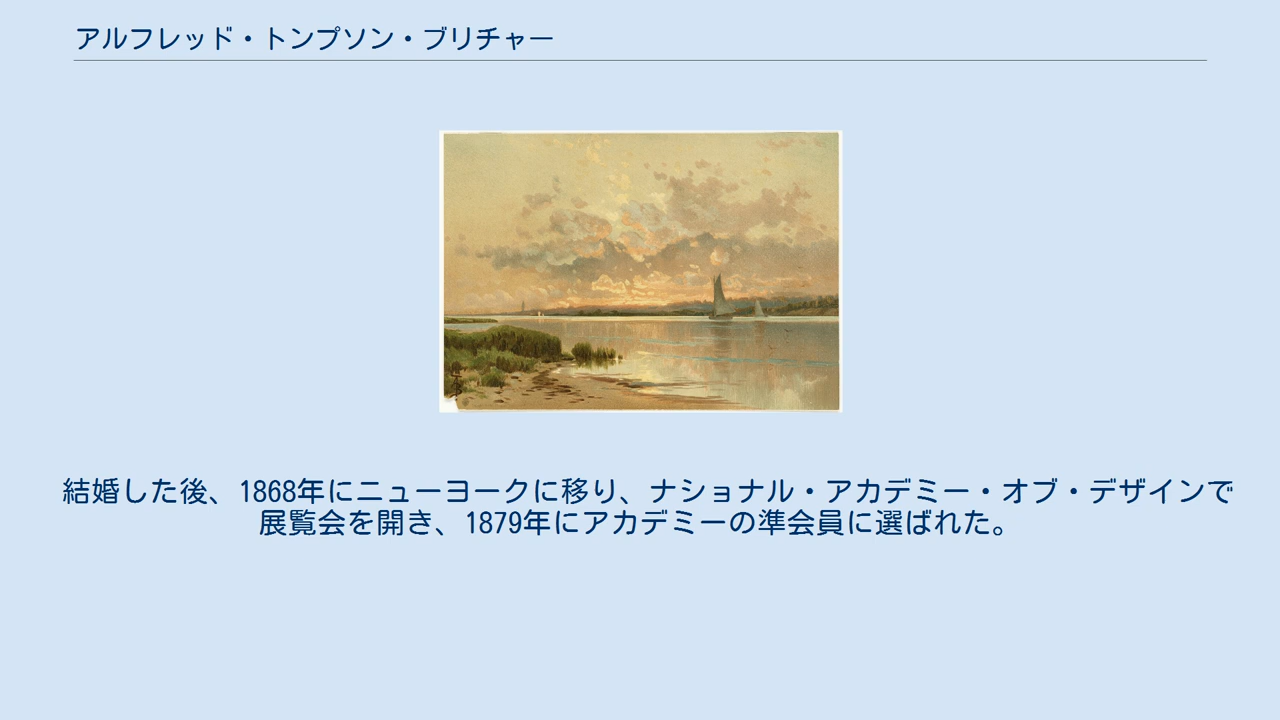 アルフレッド・トンプソン・ブリチャー
結婚した後、1868年にニューヨークに移り、ナショナル・アカデミー・オブ・デザインで
展覧会を開き、1879年にアカデミーの準会員に選ばれた。